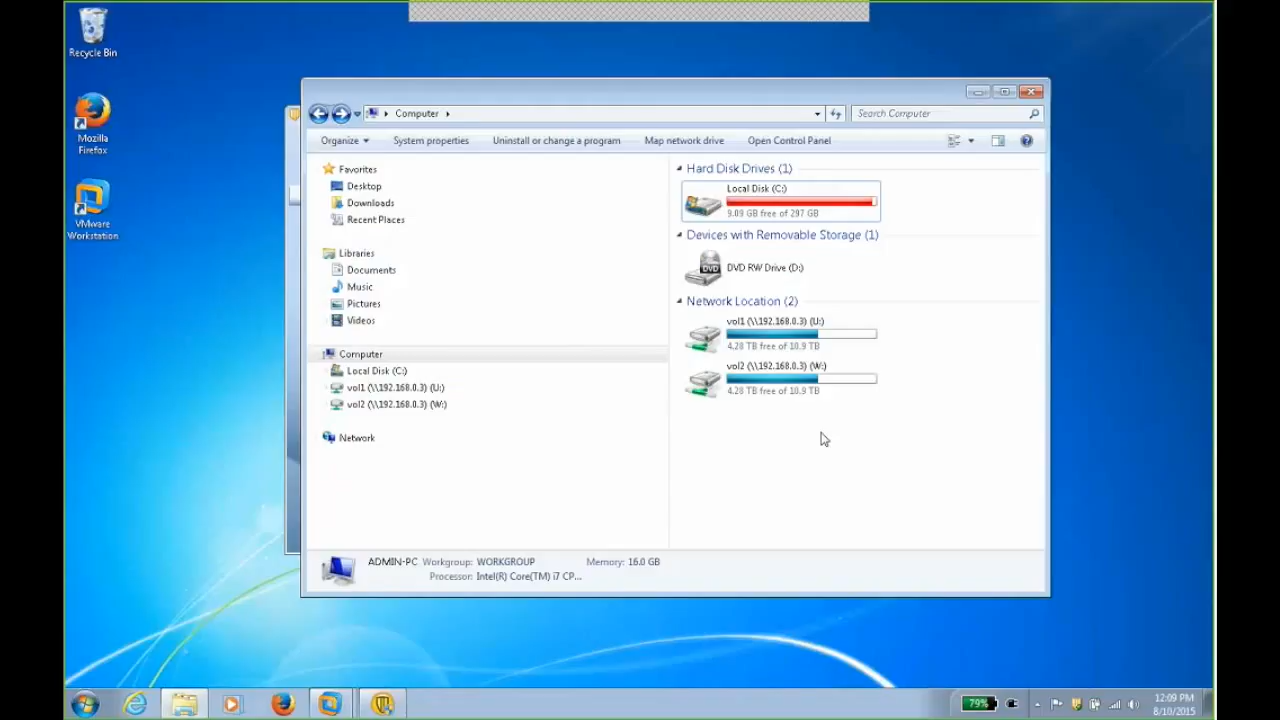 Recycle Bin
Mozilla
Firefox
VMware
Workstation
Computer
Search Computer
Organize
System properties
Uninstall or change a program
Map network drive
Open Control Panel
Favorites
Desktop
Downloads
Recent Places
Libraries
Documents
Music
Pictures
Videos
Computer
Local Disk (C:)
vol1 (\\192.168.0.3) (U:)
vol2 (\\192.168.0.3) (W:)
Network
Hard Disk Drives (1)
Local Disk (C:)
9.09 GB free of 297 GB
Devices with Removable Storage (1)
DVD
DVD RW Drive (D:)
Network Location (2)
vol1 (\\192.168.0.3) (U:)
4.28 TB free of 10.9 TB
vol2 (\\192.168.0.3) (W:)
4.28 TB free of 10.9 TB
ADMIN-PC Workgroup: WORKGROUP Memory: 16.0 GB
Processor: Intel(R) Core(TM) i7 CP...
79%
12:09 PM
8/10/2015